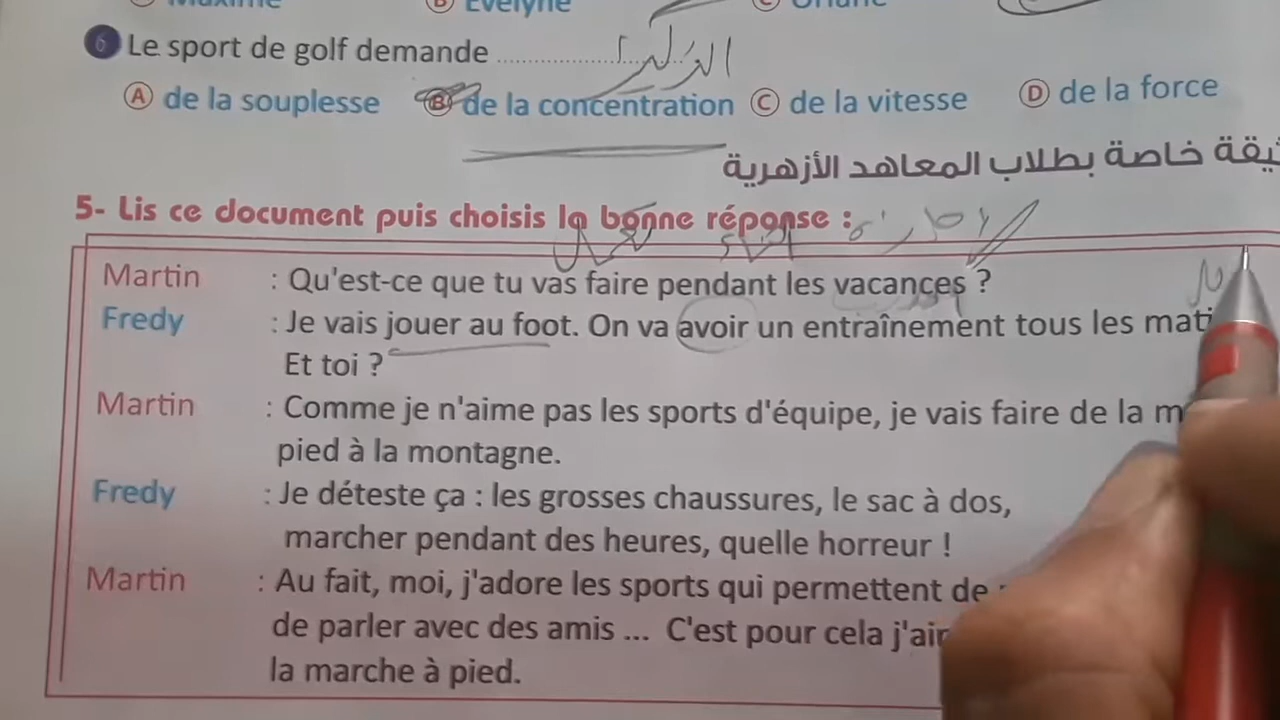 B Evelyne C
6 Le sport de golf demande ........................ التركيز
A de la souplesse B de la concentration C de la vitesse D de la force
خاصة بطلاب المعاهد الأزهرية
5- Lis ce document puis choisis la bonne réponse :
Martin : Qu'est-ce que tu vas faire pendant les vacances ?
Fredy : Je vais jouer au foot. On va avoir un entraînement tous les
Et toi ?
Martin : Comme je n'aime pas les sports d'équipe, je vais faire de la
pied à la montagne.
Fredy : Je déteste ça : les grosses chaussures, le sac à dos,
marcher pendant des heures, quelle horreur !
Martin : Au fait, moi, j'adore les sports qui permettent de
de parler avec des amis ... C'est pour cela
la marche à pied.